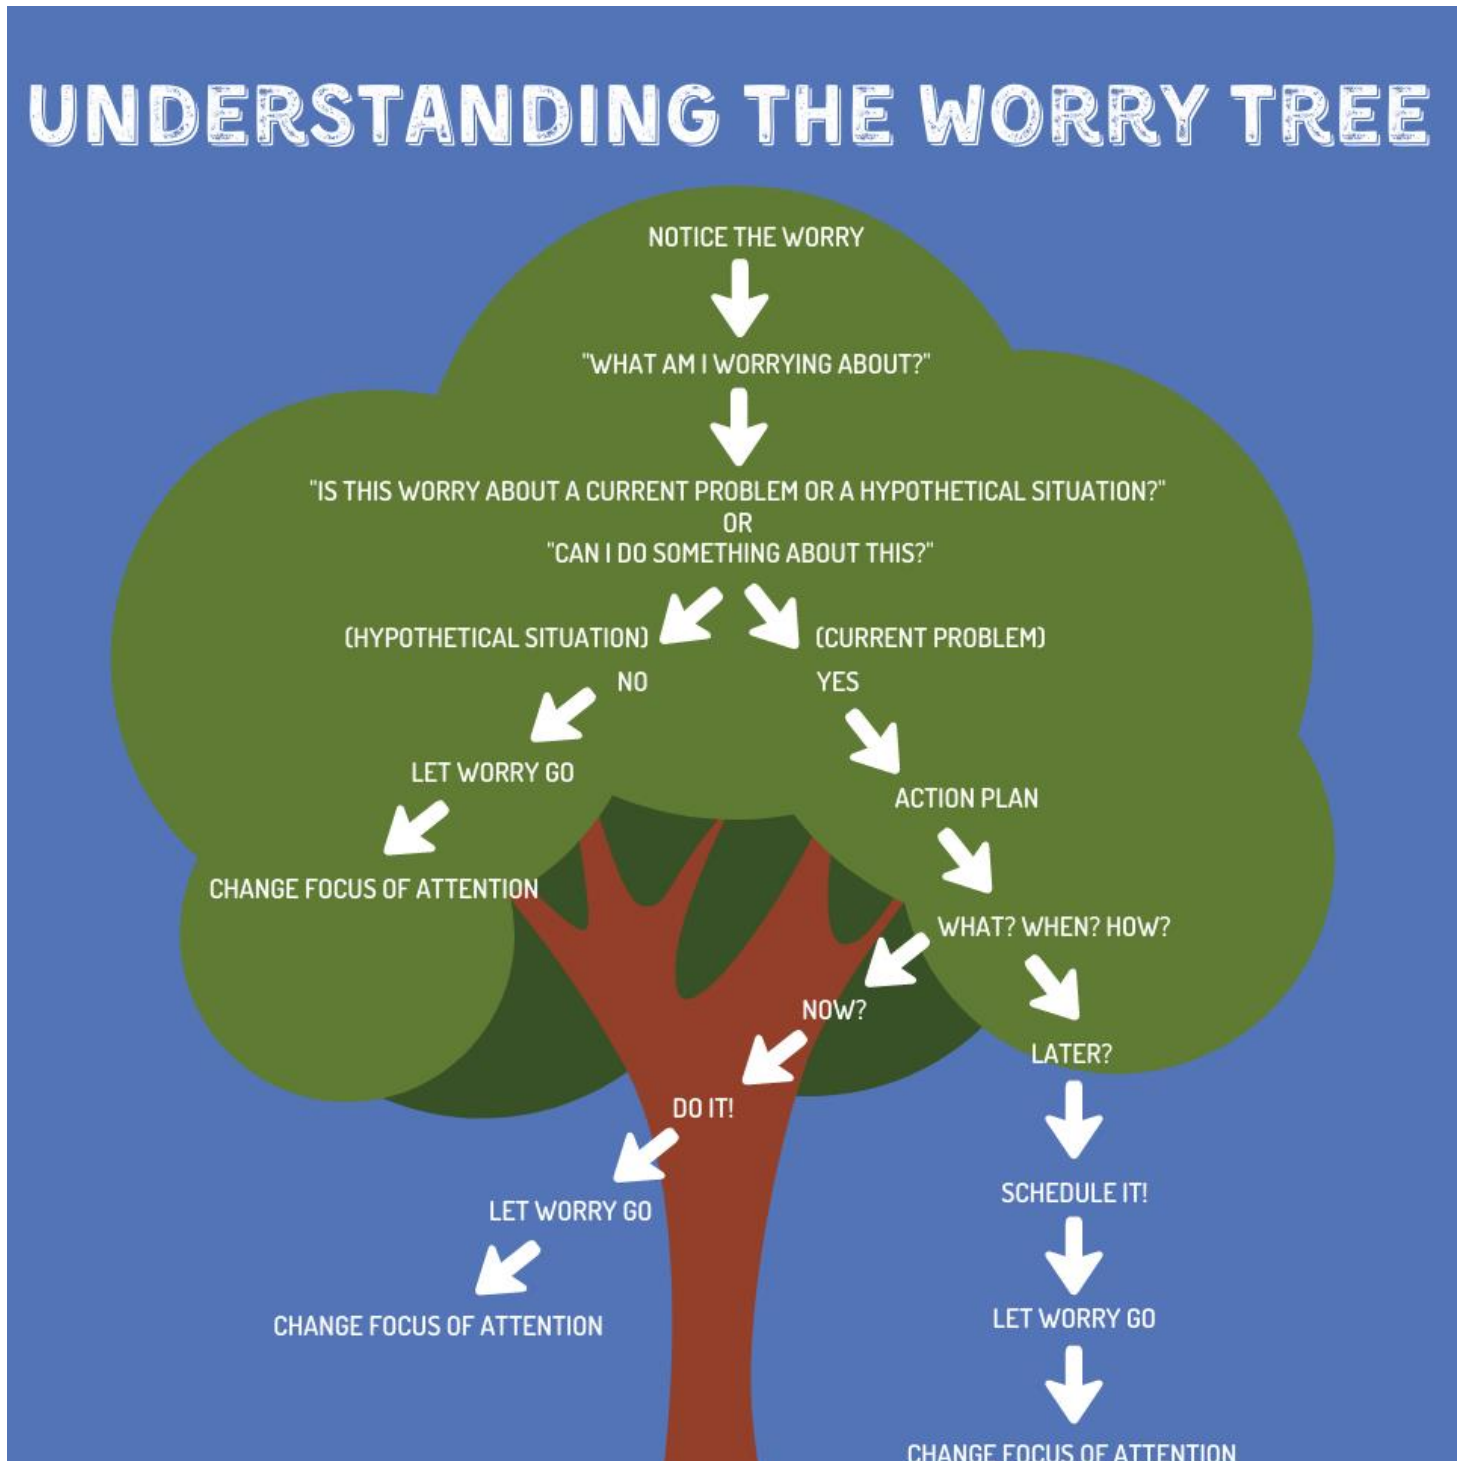 UNDERSTANDING THE WORRY TREE
NOTICE THE WORRY
"WHAT AM I WORRYING ABOUT?"
"IS THIS WORRY ABOUT A CURRENT PROBLEM OR A HYPOTHETICAL SITUATION?"
OR
"CAN I DO SOMETHING ABOUT THIS?"
(HYPOTHETICAL SITUATION)
NO
LET WORRY GO
CHANGE FOCUS OF ATTENTION
(CURRENT PROBLEM)
YES
ACTION PLAN
WHAT? WHEN? HOW?
NOW?
DO IT!
LET WORRY GO
CHANGE FOCUS OF ATTENTION
LATER?
SCHEDULE IT!
LET WORRY GO
CHANGE FOCUS OF ATTENTION